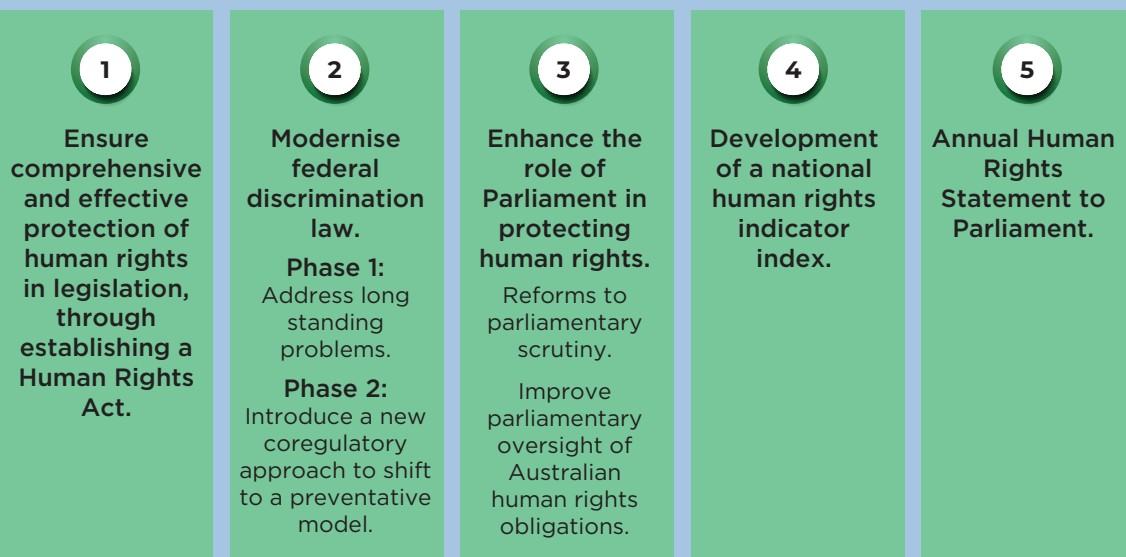 1
Ensure
comprehensive
and effective
protection of
human rights
in legislation,
through
establishing a
Human Rights
Act.
2
Modernise
federal
discrimination
law.
Phase 1:
Address long
standing
problems.
Phase 2:
Introduce a new
coregulatory
approach to shift
to a preventative
model.
3
Enhance the
role of
Parliament in
protecting
human rights.
Reforms to
parliamentary
scrutiny.
Improve
parliamentary
oversight of
Australian
human rights
obligations.
4
Development
of a national
human rights
indicator
index.
5
Annual Human
Rights
Statement to
Parliament.